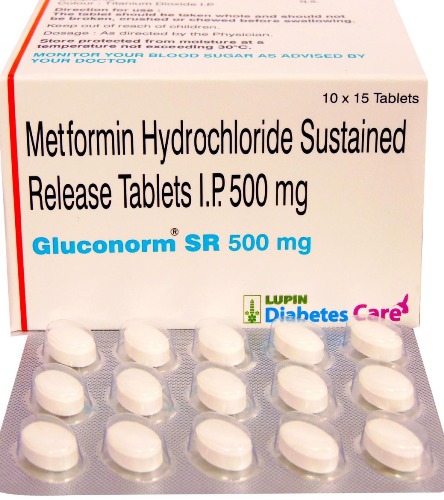 Colour : Titanium Dioxide I.P.
Direction for use :
The tablet should be taken whole and should not
be broken, crushed or chewed before swallowing.
Keep out of reach of children.
Dosage : As directed by the Physician.
Store protected from moisture at a
temperature not exceeding 30°C.
MONITOR YOUR BLOOD SUGAR AS ADVISED BY
YOUR DOCTOR
10 x 15 Tablets
Metformin Hydrochloride Sustained
Release Tablets I.P. 500 mg
Gluconorm® SR 500 mg
LUPIN
Diabetes Care